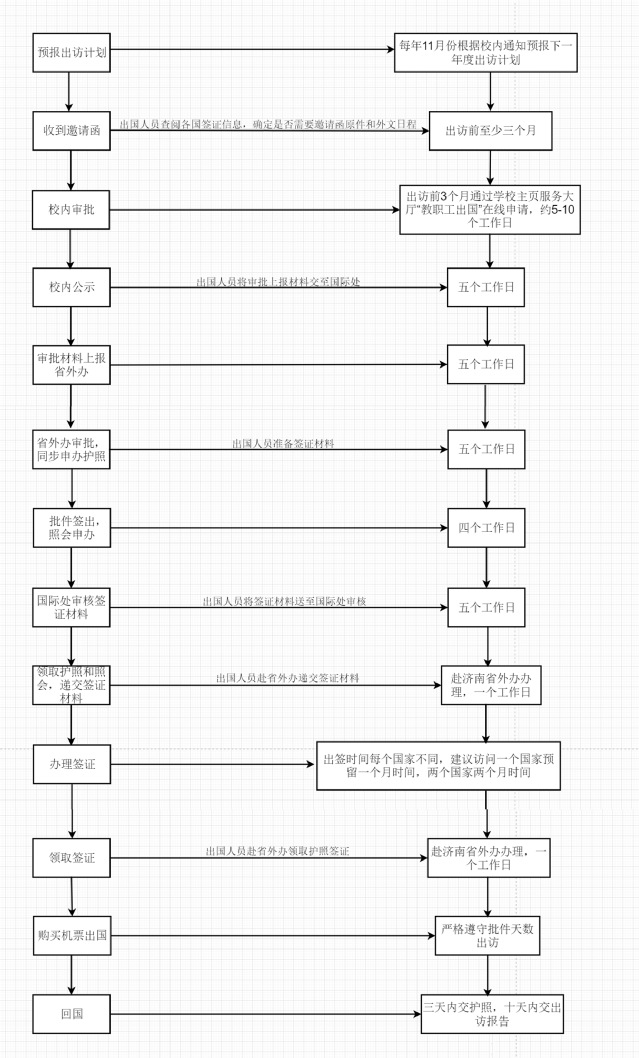 预报出访计划
每年11月份根据校内通知预报下一
年度出访计划
收到邀请函
出国人员查阅各国签证信息，确定是否需要邀请函原件和外文日程
出访前至少三个月
校内审批
出访前3个月通过学校主页服务大
厅“教职工出国”在线申请，约5-10
个工作日
校内公示
出国人员将审批上报材料交至国际处
五个工作日
审批材料上报
省外办
五个工作日
省外办审批，
同步申办护照
出国人员准备签证材料
五个工作日
批件签出，
照会申办
四个工作日
国际处审核签
证材料
出国人员将签证材料送至国际处审核
五个工作日
领取护照和照
会，递交签证
材料
出国人员赴省外办递交签证材料
赴济南省外办办
理，一个工作日
办理签证
出签时间每个国家不同，建议访问一个国家预
留一个月时间，两个国家两个月时间
领取签证
出国人员赴省外办领取护照签证
赴济南省外办办理，一
个工作日
购买机票出国
严格遵守批件天数
出访
回国
三天内交护照，十天内交出
访报告